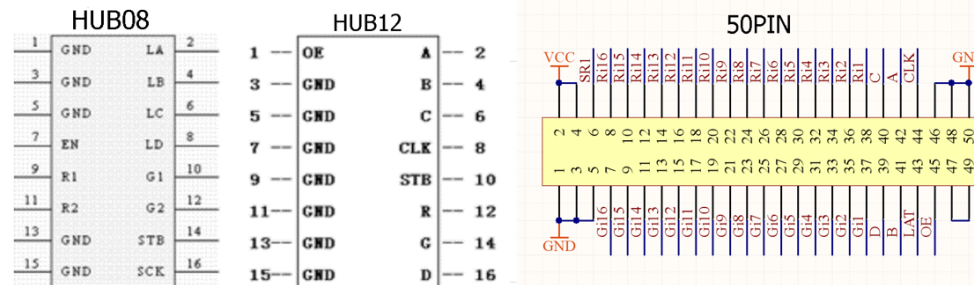 HUB08
1 GND LA 2
3 GND LB 4
5 GND LC 6
7 EN LD 8
9 R1 G1 10
11 R2 G2 12
13 GND STB 14
15 GND SCK 16
HUB12
1 -- OE A -- 2
3 -- GND B -- 4
5 -- GND C -- 6
7 -- GND CLK -- 8
9 -- GND STB -- 10
11-- GND R -- 12
13-- GND G -- 14
15-- GND D -- 16
50PIN
VCC SR1 Ri16 Ri15 Ri14 Ri13 Ri12 Ri11 Ri10 Ri9 Ri8 Ri7 Ri6 Ri5 Ri4 Ri3 Ri2 Ri1 C A CLK GN
2 4 6 8 10 12 14 16 18 20 22 24 26 28 30 32 34 36 38 40 42 44 46 48 50
1 3 5 7 9 11 13 15 17 19 21 23 25 27 29 31 33 35 37 39 41 43 45 47 49
GND Gi16 Gi15 Gi14 Gi13 Gi12 Gi11 Gi10 Gi9 Gi8 Gi7 Gi6 Gi5 Gi4 Gi3 Gi2 Gi1 D B LAT OE